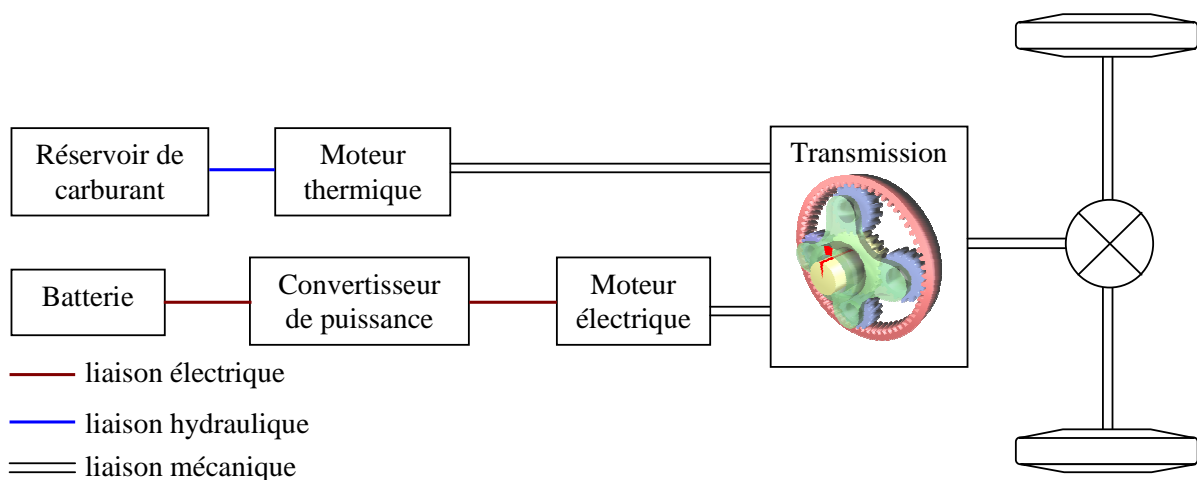 Réservoir de
carburant
Moteur
thermique
Transmission
Batterie
Convertisseur
de puissance
Moteur
électrique
liaison électrique
liaison hydraulique
liaison mécanique